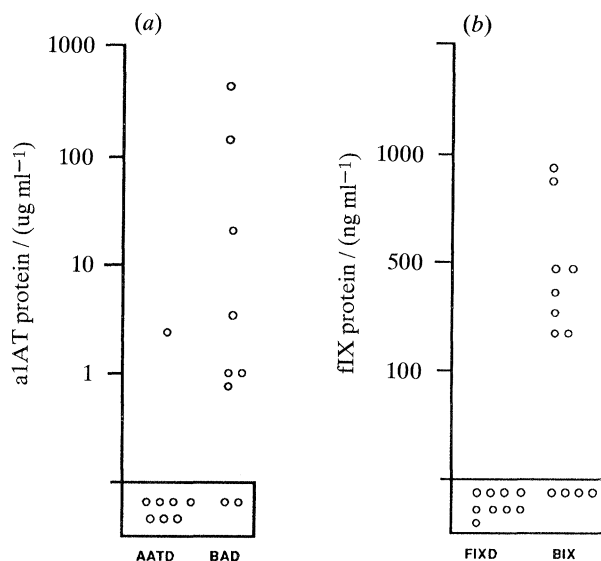 (a)
1000
100
10
1
a1AT protein / (ug ml−1)
AATD BAD
(b)
1000
500
100
fIX protein / (ng ml−1)
FIXD BIX